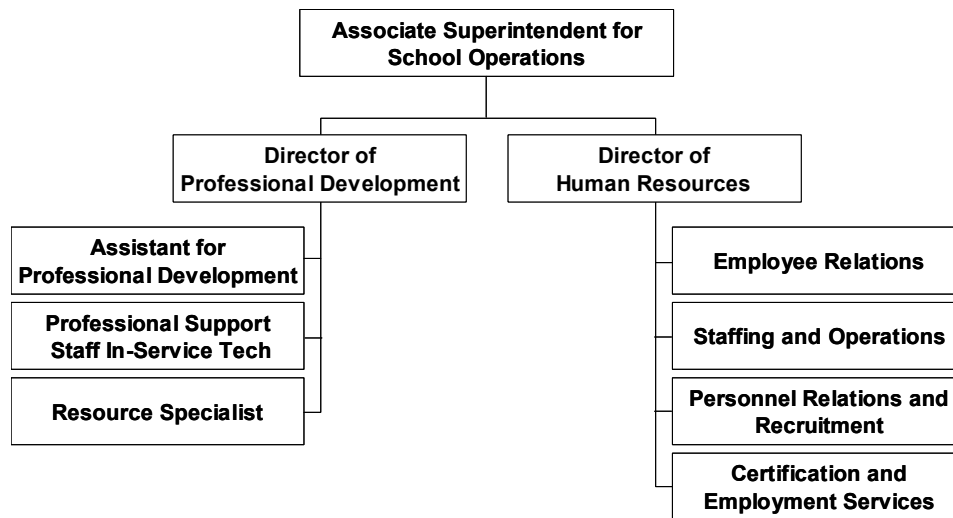 Associate Superintendent for
School Operations
Director of
Professional Development
Director of
Human Resources
Assistant for
Professional Development
Professional Support
Staff In-Service Tech
Resource Specialist
Employee Relations
Staffing and Operations
Personnel Relations and
Recruitment
Certification and
Employment Services